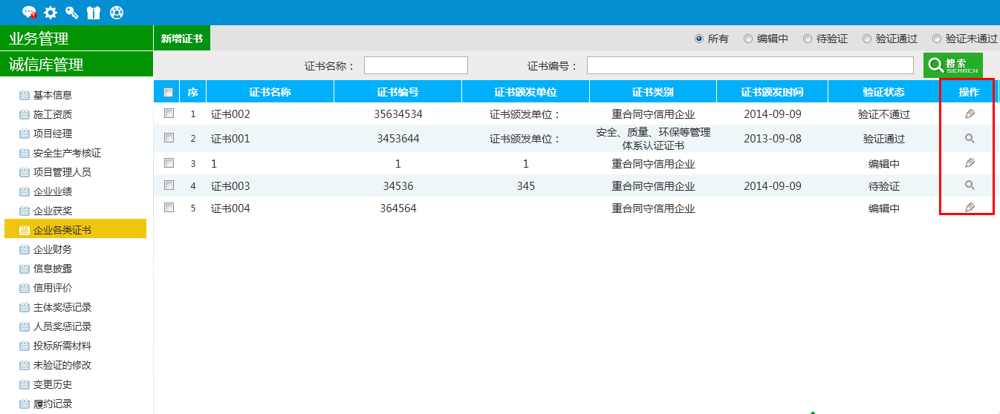 业务管理
诚信库管理
基本信息
施工资质
项目经理
安全生产考核证
项目管理人员
企业业绩
企业获奖
企业各类证书
企业财务
信息披露
信用评价
主体奖惩记录
人员奖惩记录
投标所需材料
未验证的修改
变更历史
履约记录
新增证书 所有 编辑中 待验证 验证通过 验证未通过
证书名称： 证书编号： 搜索 SEARCH
序 证书名称 证书编号 证书颁发单位 证书类别 证书颁发时间 验证状态 操作
1 证书002 35634534 证书颁发单位： 重合同守信用企业 2014-09-09 验证不通过
2 证书001 3453644 证书颁发单位： 安全、质量、环保等管理 2013-09-08 验证通过
体系认证证书
3 1 1 1 重合同守信用企业 编辑中
4 证书003 34536 345 重合同守信用企业 2014-09-09 待验证
5 证书004 364564 重合同守信用企业 编辑中